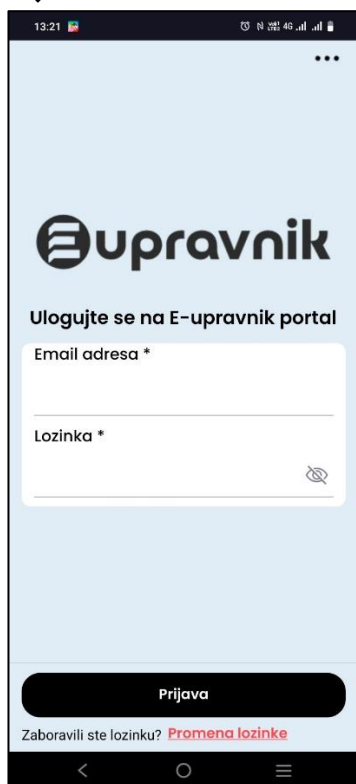 13:21
4G
eupravnik
Ulogujte se na E-upravnik portal
Email adresa *
Lozinka *
Prijava
Zaboravili ste lozinku? Promena lozinke